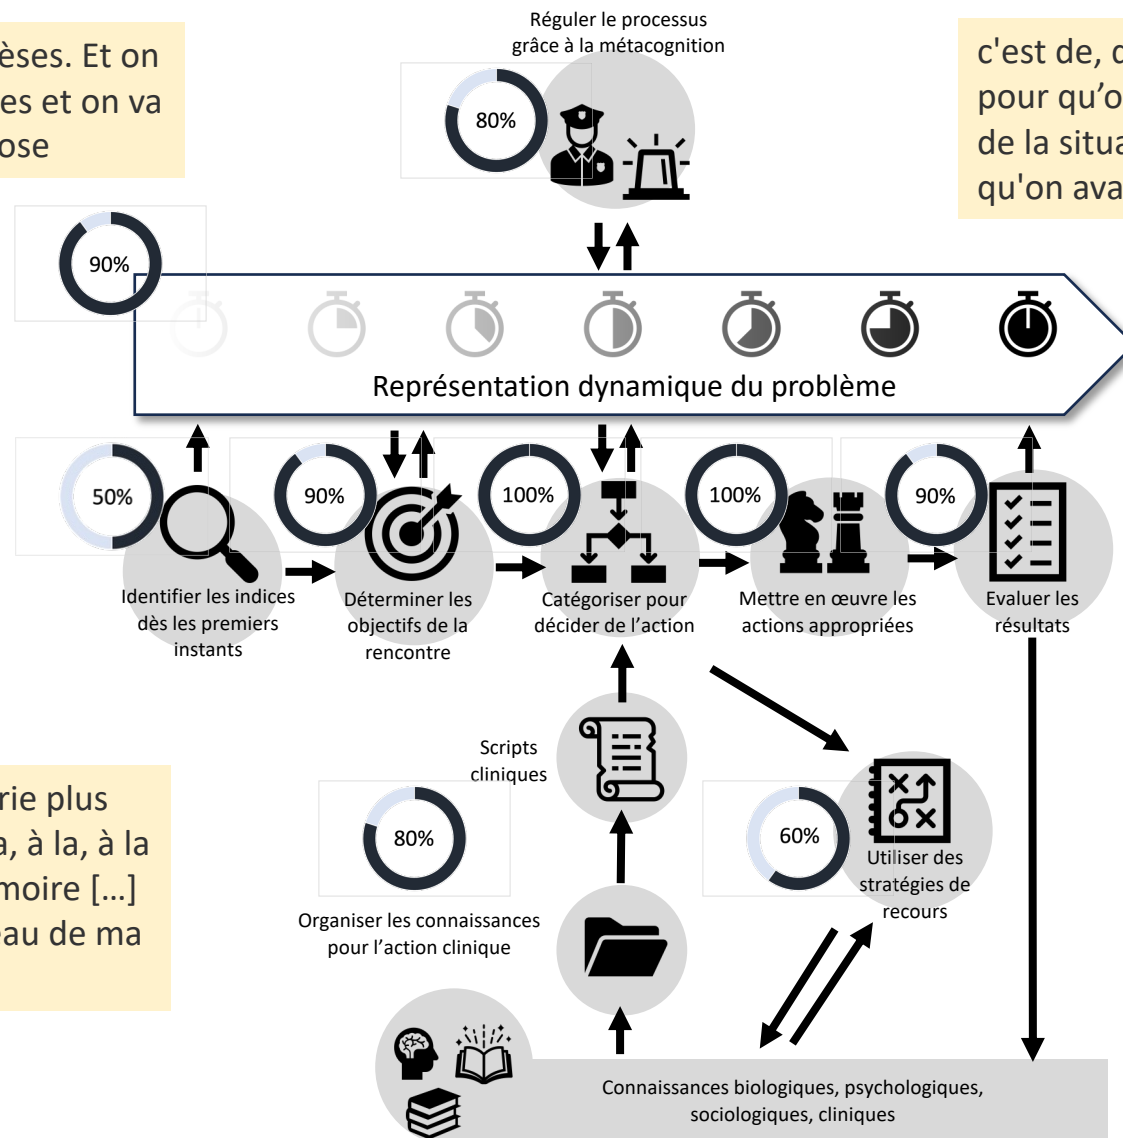 Réguler le processus
grâce à la métacognition
èses. Et on
es et on va
ose
80%
c'est de,
pour qu’o
de la situa
qu'on ava
90%
Représentation dynamique du problème
50%
90%
100%
100%
90%
Identifier les indices
dès les premiers
instants
Déterminer les
objectifs de la
rencontre
Catégoriser pour
décider de l’action
Mettre en œuvre les
actions appropriées
Evaluer les
résultats
Scripts
cliniques
rie plus
a, à la, à la
moire [...]
eau de ma
80%
60%
Utiliser des
stratégies de
recours
Organiser les connaissances
pour l’action clinique
Connaissances biologiques, psychologiques,
sociologiques, cliniques